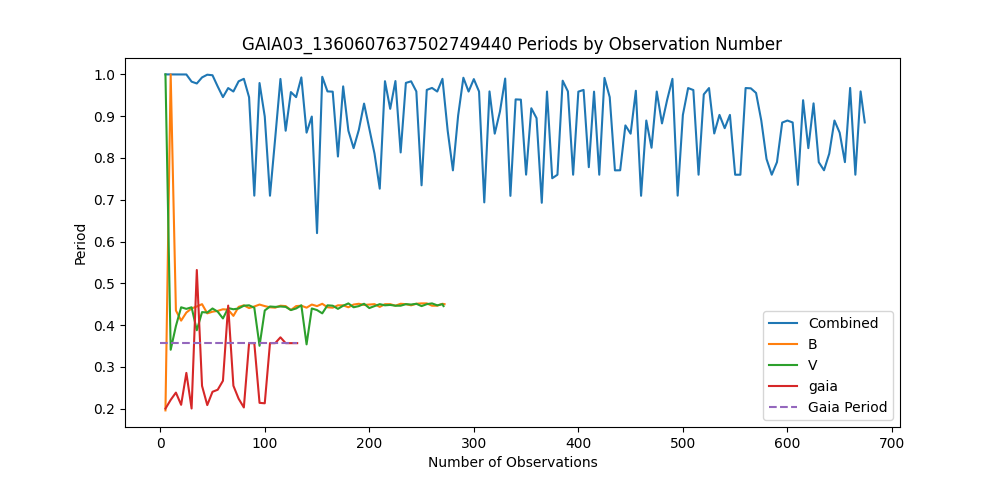 GAIA03_1360607637502749440 Periods by Observation Number
Period
1.0
0.9
0.8
0.7
0.6
0.5
0.4
0.3
0.2
Combined
B
V
gaia
Gaia Period
0 100 200 300 400 500 600 700
Number of Observations